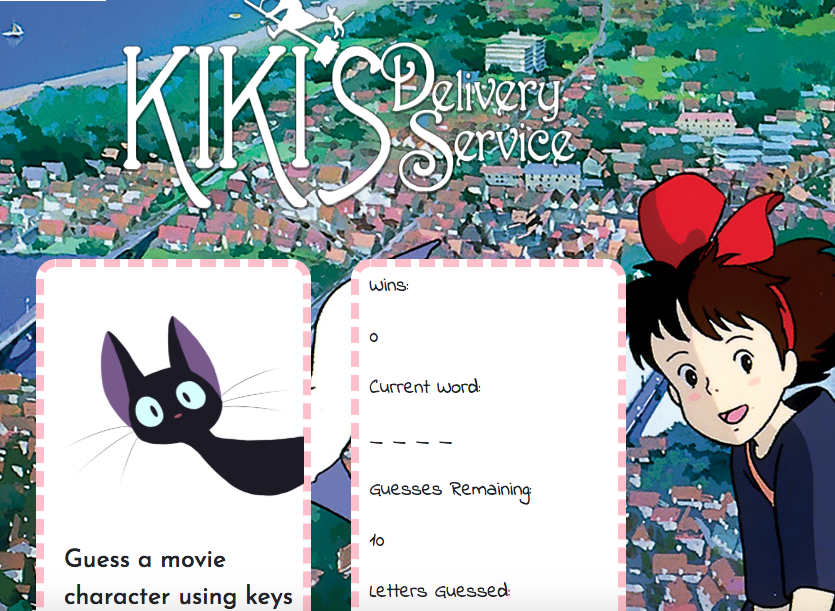 KIKI'S Delivery
Service
Guess a movie
character using keys
Wins:
0
Current Word:
_ _ _ _
Guesses Remaining:
10
Letters Guessed: